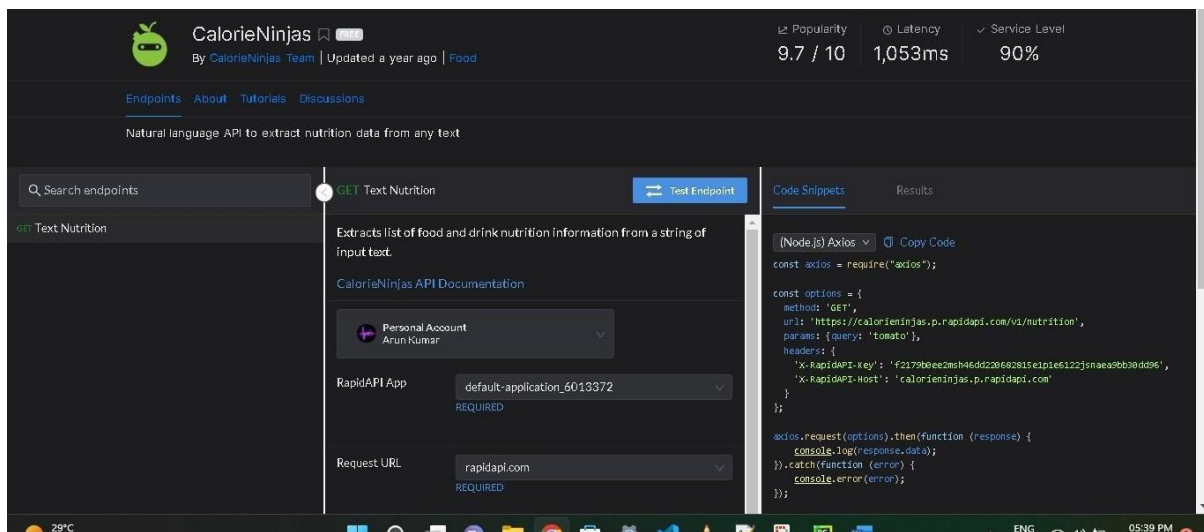 CalorieNinjas FREE
By CalorieNinjas Team | Updated a year ago | Food
Popularity
9.7 / 10
Latency
1,053ms
Service Level
90%
Endpoints About Tutorials Discussions
Natural language API to extract nutrition data from any text
Search endpoints
GET Text Nutrition
GET Text Nutrition
Test Endpoint
Extracts list of food and drink nutrition information from a string of
input text.
CalorieNinjas API Documentation
Personal Account
Arun Kumar
RapidAPI App
default-application_6013372
REQUIRED
Request URL
rapidapi.com
REQUIRED
Code Snippets Results
(Node.js) Axios Copy Code
const axios = require("axios");
const options = {
method: 'GET',
url: 'https://calorieninjas.p.rapidapi.com/v1/nutrition',
params: {query: 'tomato'},
headers: {
'X-RapidAPI-Key':
'X-RapidAPI-Host': 'calorieninjas.p.rapidapi.com'
}
};
axios.request(options).then(function (response) {
console.log(response.data);
}).catch(function (error) {
console.error(error);
});
29°C
ENG
05:39 PM